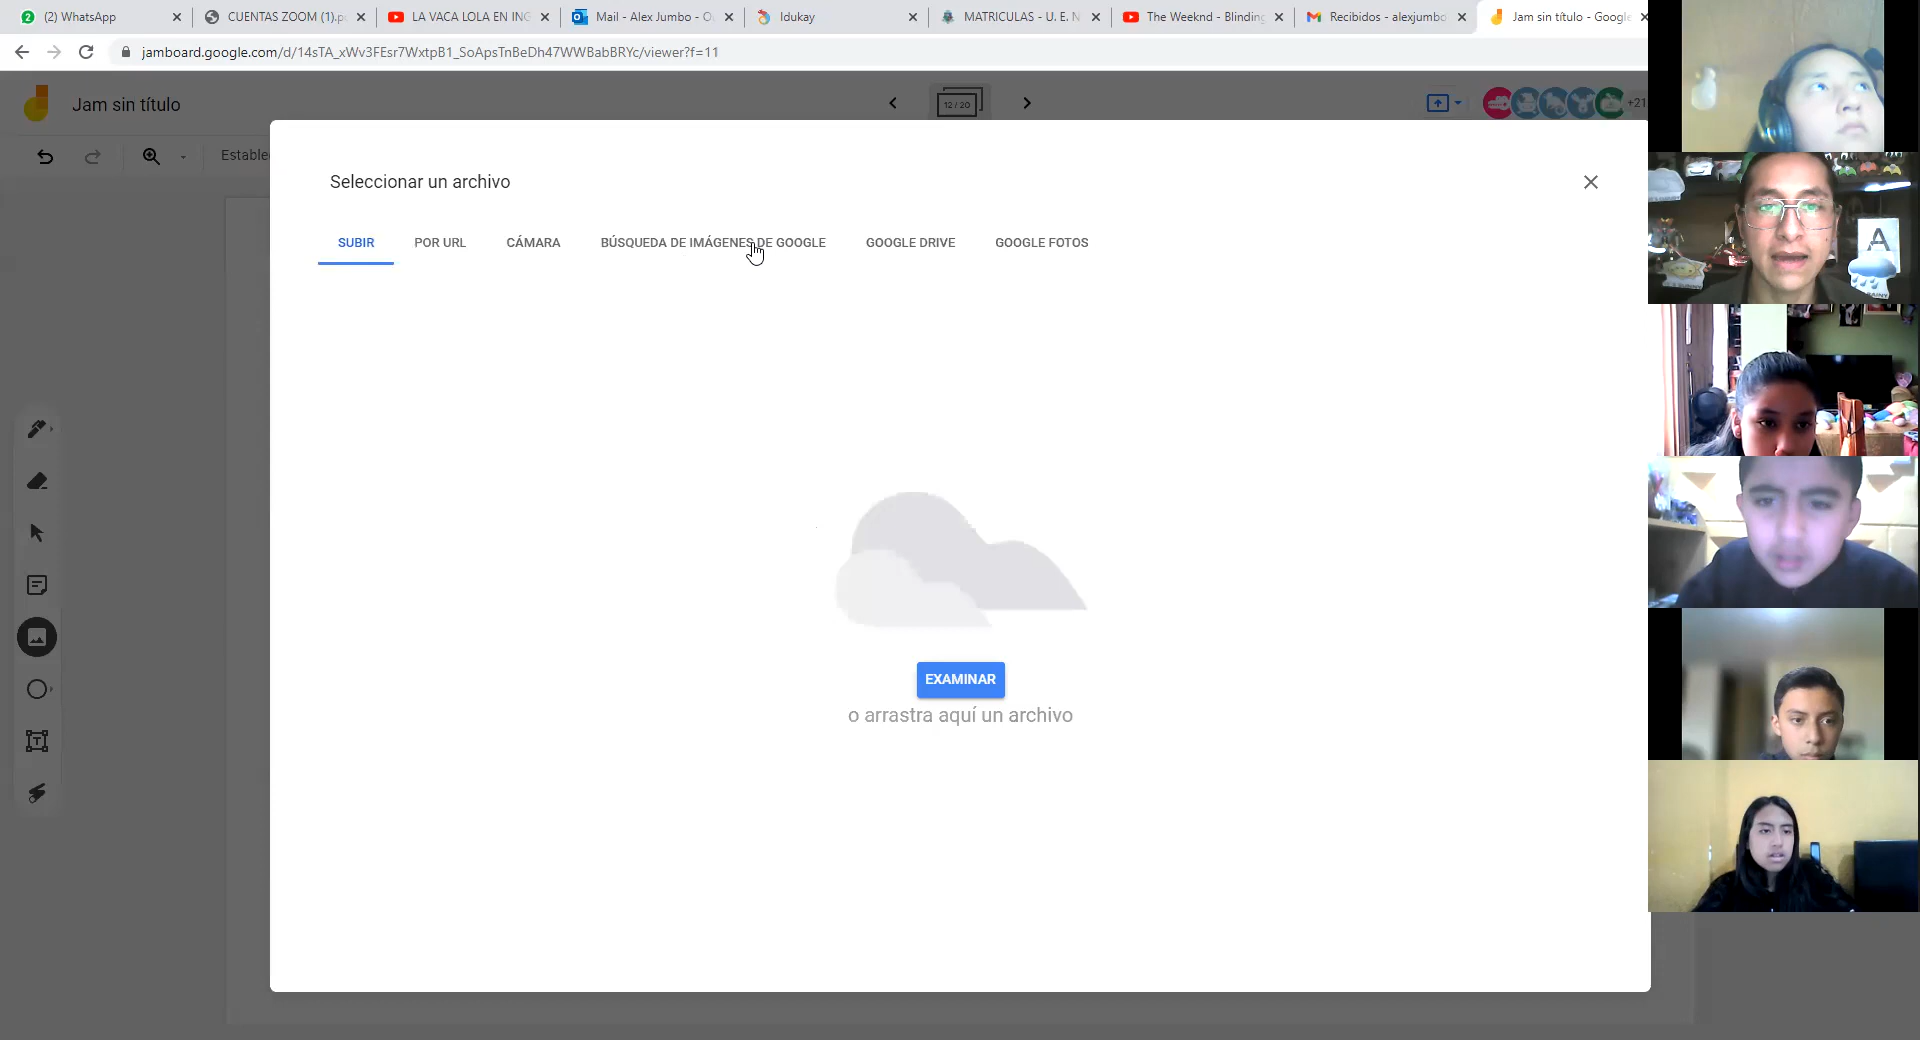 (2) WhatsApp
CUENTAS ZOOM (1).p
LA VACA LOLA EN ING
Mail - Alex Jumbo - O
Idukay
MATRICULAS - U. E. N
The Weeknd - Blinding
Recibidos - alexjumbo
Jam sin título - Google
jamboard.google.com/d/14sTA_xWv3FEsr7WxtpB1_SoApsTnBeDh47WWBabBRYc/viewer?f=11
Jam sin título
12 / 20
+21
Estable
Seleccionar un archivo
SUBIR
POR URL
CÁMARA
BÚSQUEDA DE IMÁGENES DE GOOGLE
GOOGLE DRIVE
GOOGLE FOTOS
EXAMINAR
o arrastra aquí un archivo
A